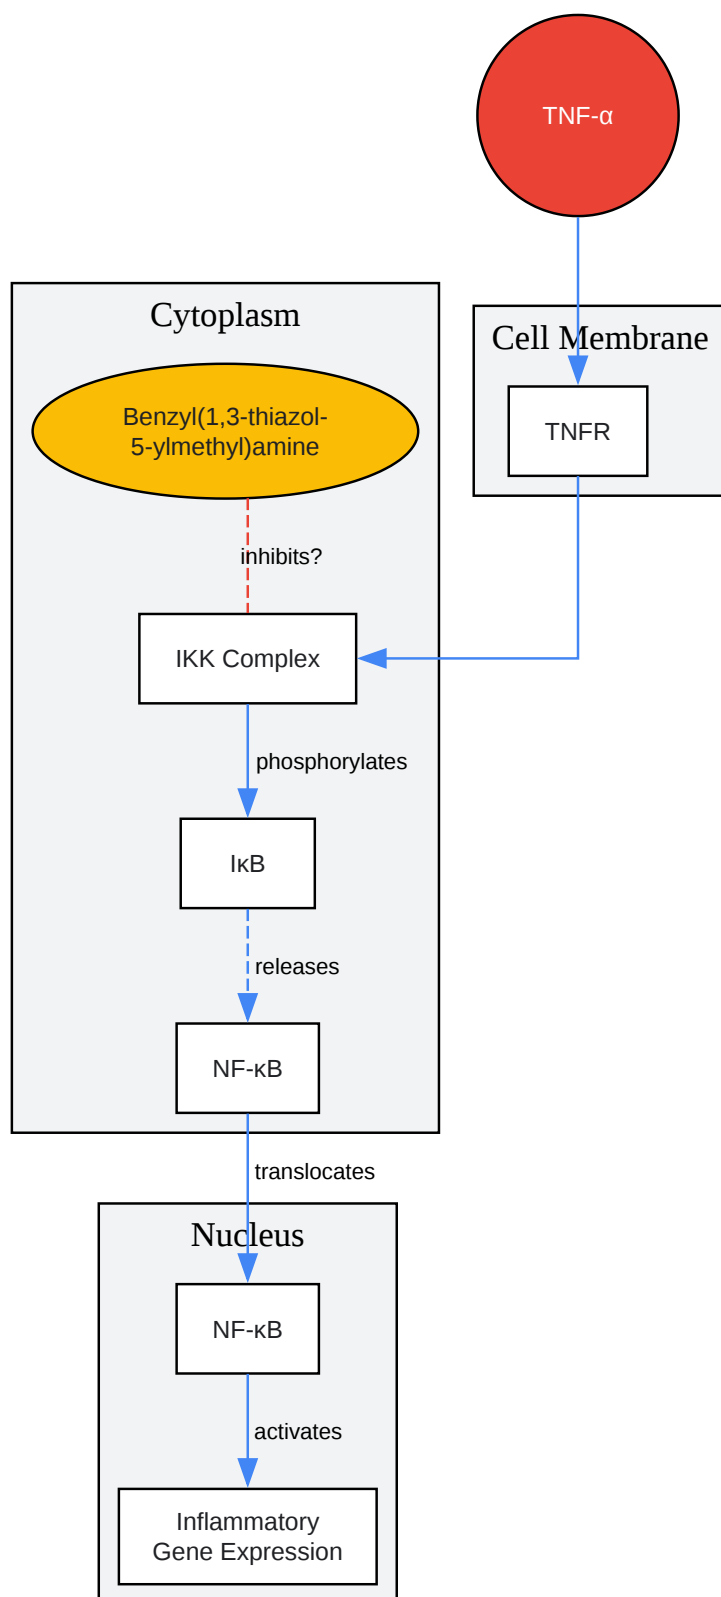 TNF-α
Cytoplasm
Cell Membrane
Benzyl(1,3-thiazol-
5-ylmethyl)amine
TNFR
inhibits?
IKK Complex
phosphorylates
IκB
releases
NF-κB
translocates
Nucleus
NF-κB
activates
Inflammatory
Gene Expression